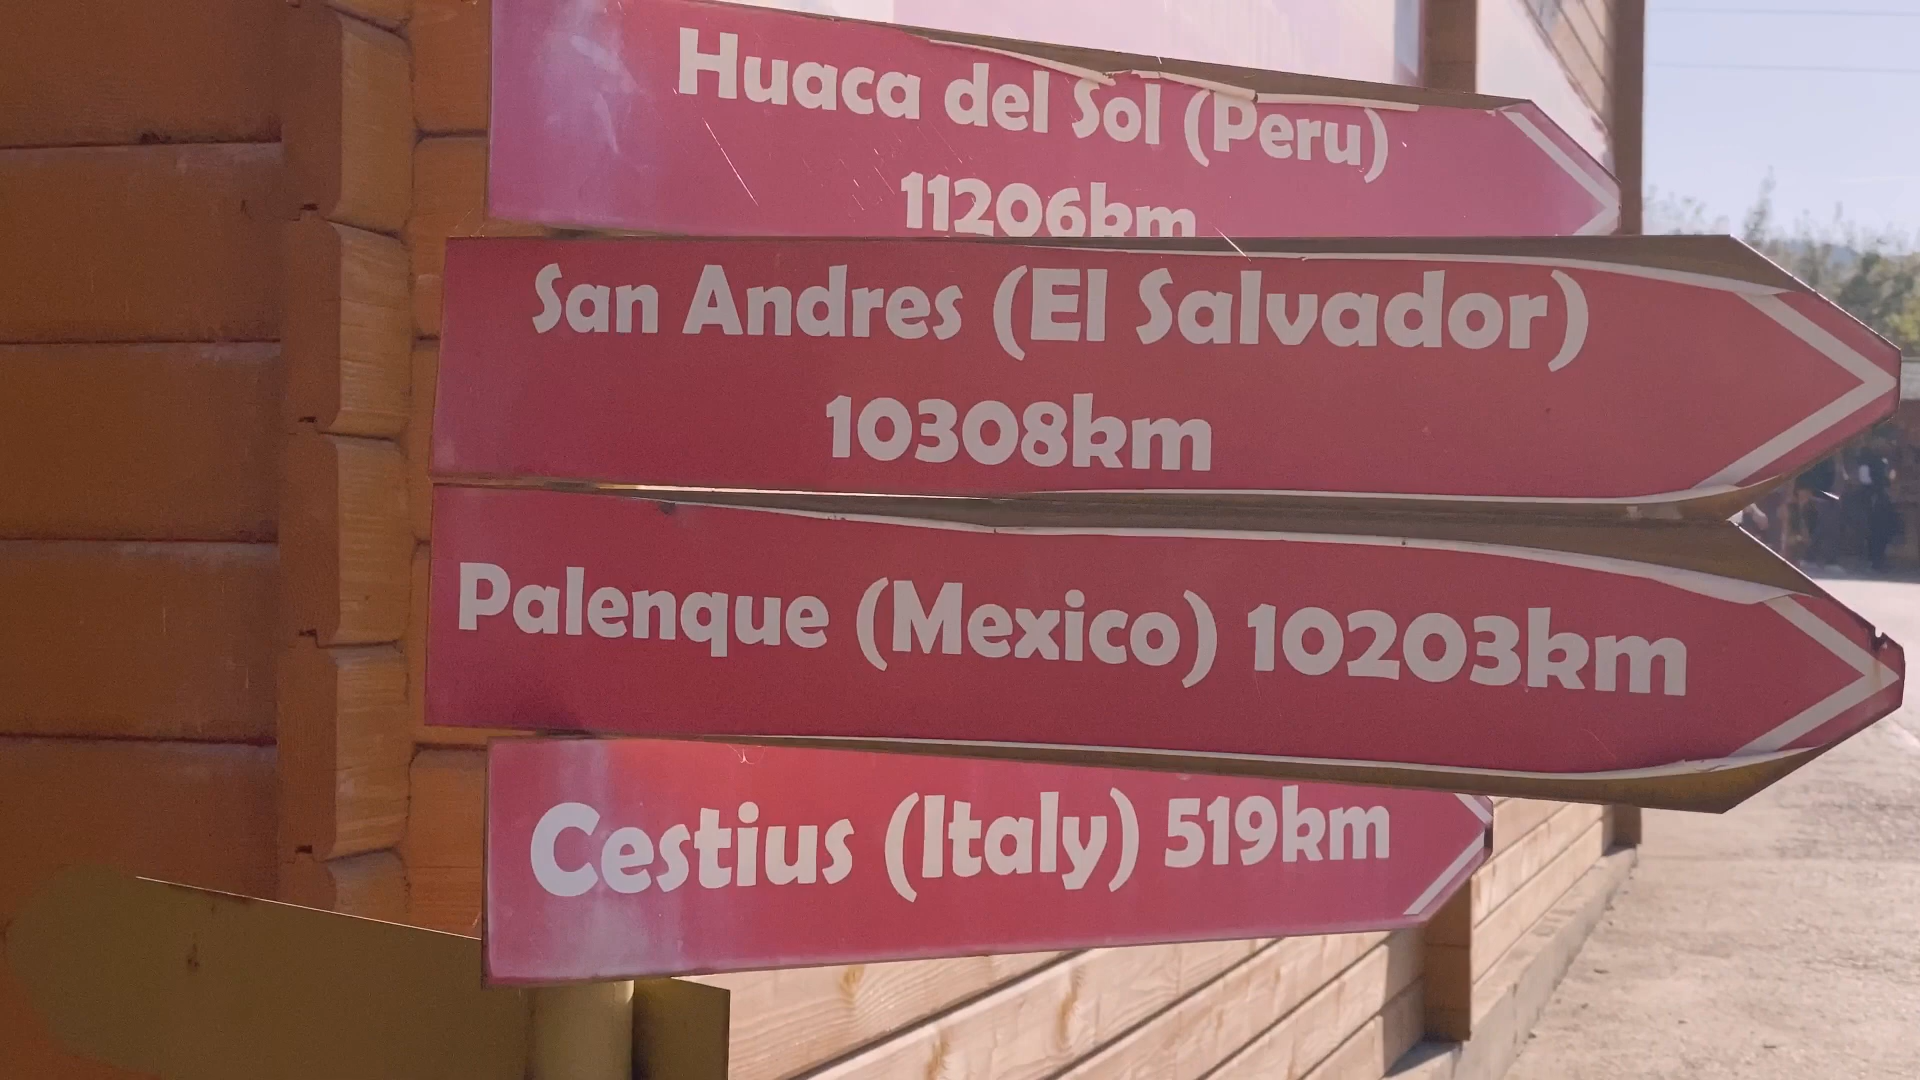 Huaca del Sol (Peru)
11206km
San Andres (El Salvador)
10308km
Palenque (Mexico) 10203km
Cestius (Italy) 519km